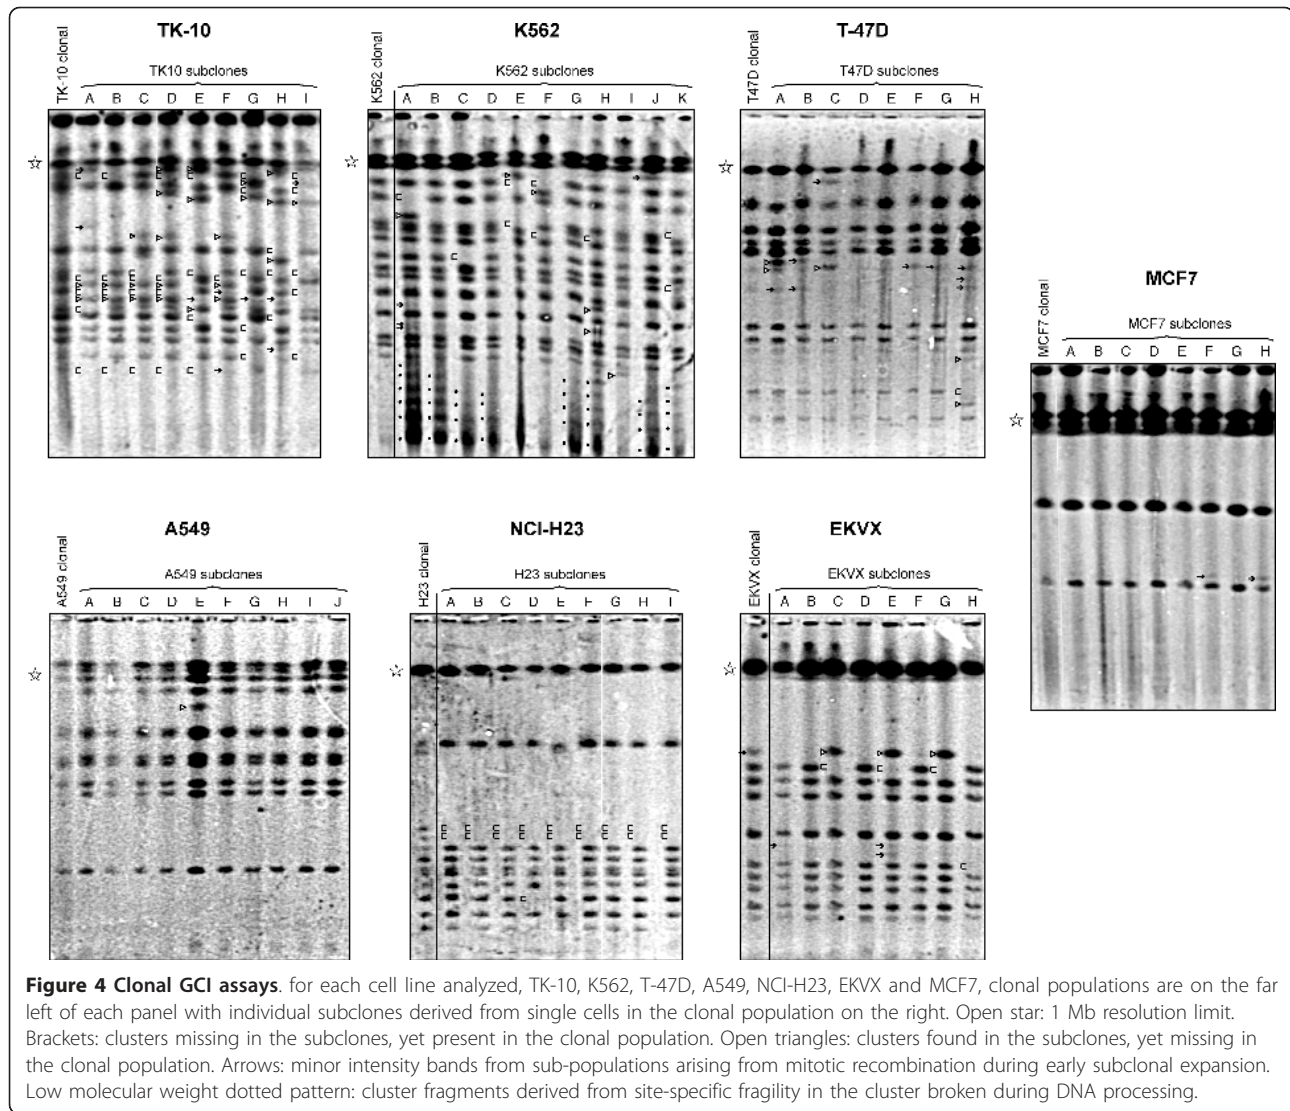 TK-10
TK-10 clonal
TK10 subclones
A B C D E F G H I
K562
K562 clonal
K562 subclones
A B C D E F G H I J K
T-47D
T47D clonal
T47D subclones
A B C D E F G H
MCF7
MCF7 clonal
MCF7 subclones
A B C D E F G H
A549
A549 clonal
A549 subclones
A B C D E F G H I J
NCI-H23
H23 clonal
H23 subclones
A B C D E F G H I
EKVX
EKVX clonal
EKVX subclones
A B C D E F G H
Figure 4 Clonal GCI assays. for each cell line analyzed, TK-10, K562, T-47D, A549, NCI-H23, EKVX and MCF7, clonal populations are on the far
left of each panel with individual subclones derived from single cells in the clonal population on the right. Open star: 1 Mb resolution limit.
Brackets: clusters missing in the subclones, yet present in the clonal population. Open triangles: clusters found in the subclones, yet missing in
the clonal population. Arrows: minor intensity bands from sub-populations arising from mitotic recombination during early subclonal expansion.
Low molecular weight dotted pattern: cluster fragments derived from site-specific fragility in the cluster broken during DNA processing.